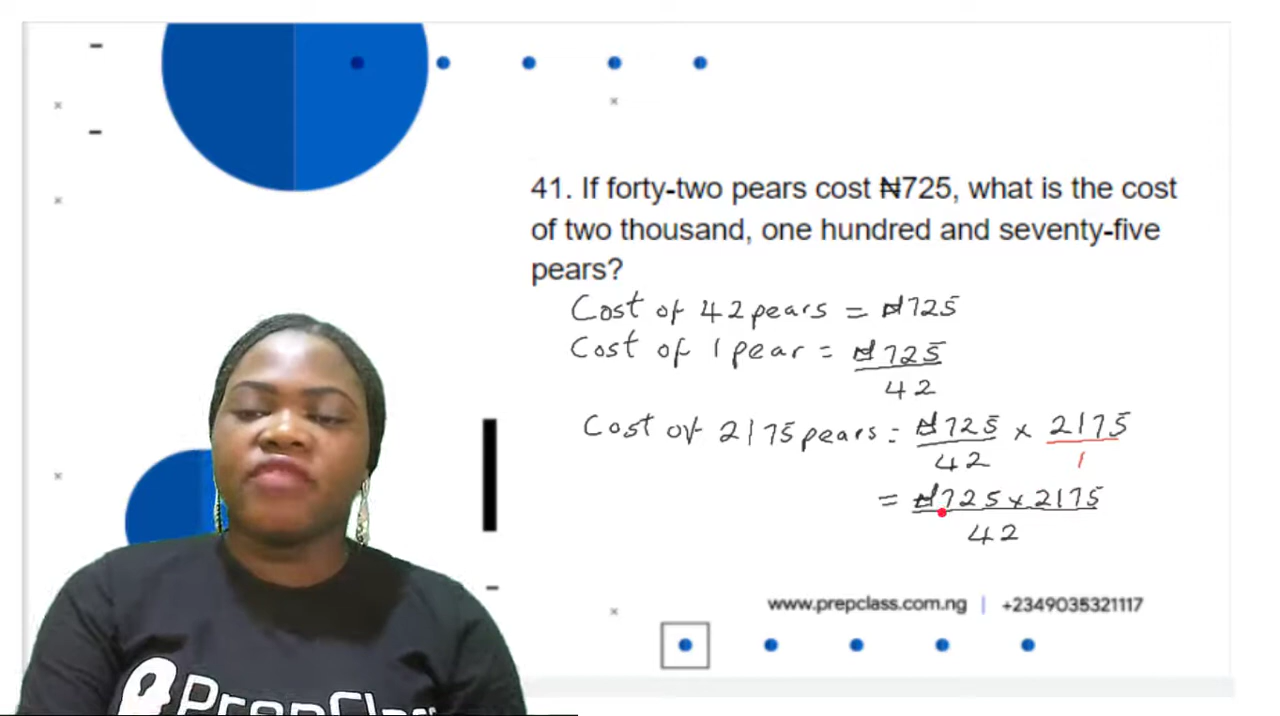 41. If forty-two pears cost ₦725, what is the cost
of two thousand, one hundred and seventy-five
pears?
Cost of 42 pears = ₦725
Cost of 1 pear = ₦725
42
Cost of 2175 pears = ₦725 × 2175
42 1
= ₦725 × 2175
42
www.prepclass.com.ng | +2349035321117
PrepClas